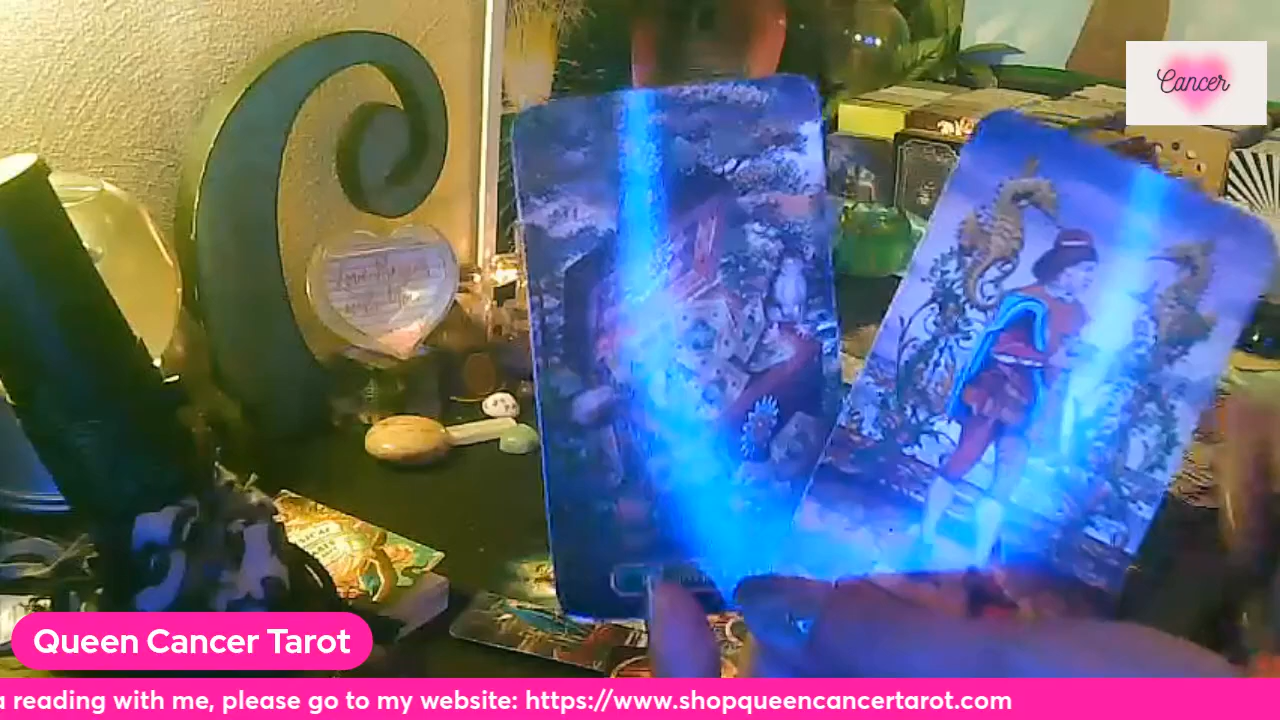 Cancer
Queen Cancer Tarot
a reading with me, please go to my website: https://www.shopqueencancertarot.com